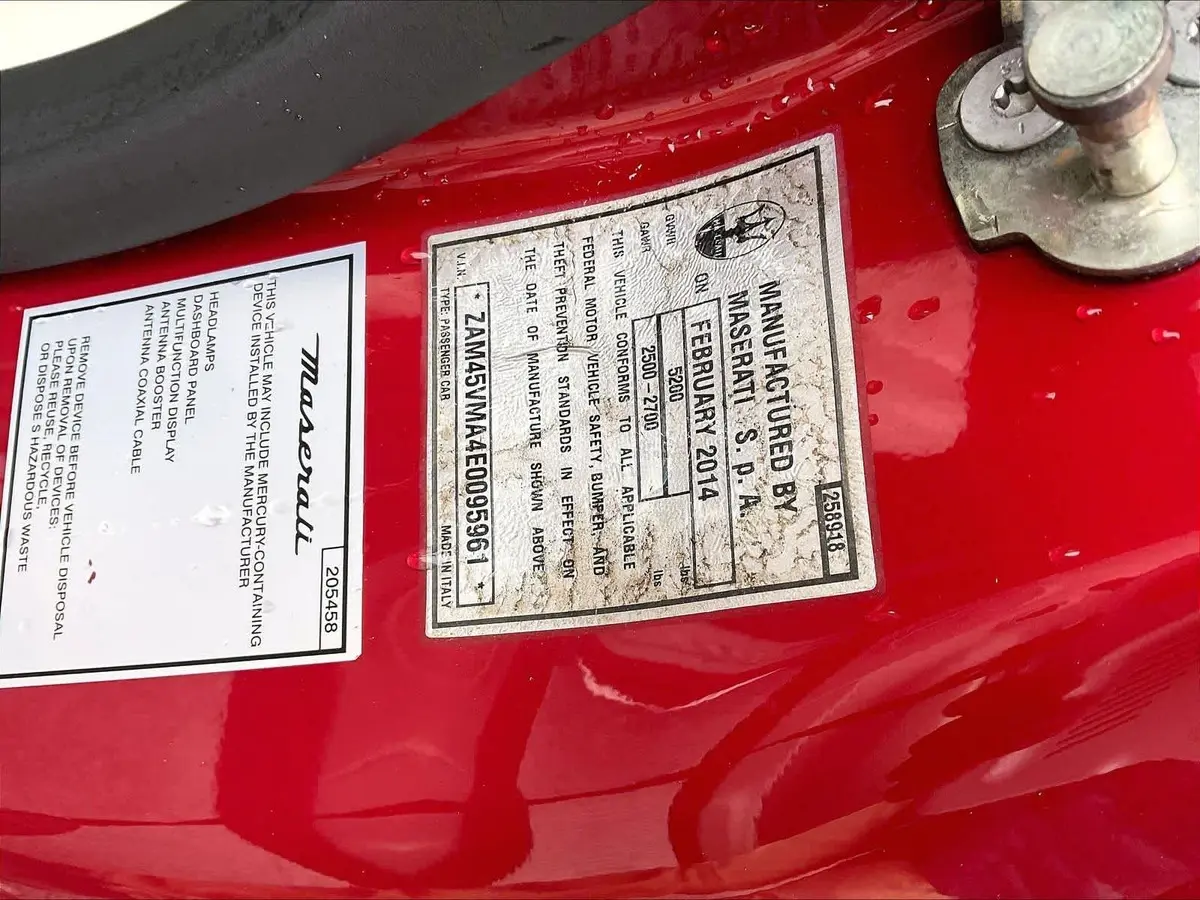 258918
MANUFACTURED BY
MASERATI S. p. A.
ON FEBRUARY 2014
GVWR 5200 lbs
GAWR 2500-2700 lbs
THIS VEHICLE CONFORMS TO ALL APPLICABLE
FEDERAL MOTOR VEHICLE SAFETY, BUMPER, AND
THEFT PREVENTION STANDARDS IN EFFECT ON
THE DATE OF MANUFACTURE SHOWN ABOVE
V.I.N. * ZAM45VMA4E0095961 *
TYPE: PASSENGER CAR MADE IN ITALY
205458
Maserati
THIS VEHICLE MAY INCLUDE MERCURY-CONTAINING
DEVICE INSTALLED BY THE MANUFACTURER
HEADLAMPS
DASHBOARD PANEL
MULTIFUNCTION DISPLAY
ANTENNA BOOSTER
ANTENNA COAXIAL CABLE
REMOVE DEVICE BEFORE VEHICLE DISPOSAL
UPON REMOVAL OF DEVICES:
PLEASE REUSE, RECYCLE,
OR DISPOSE S HAZARDOUS WASTE